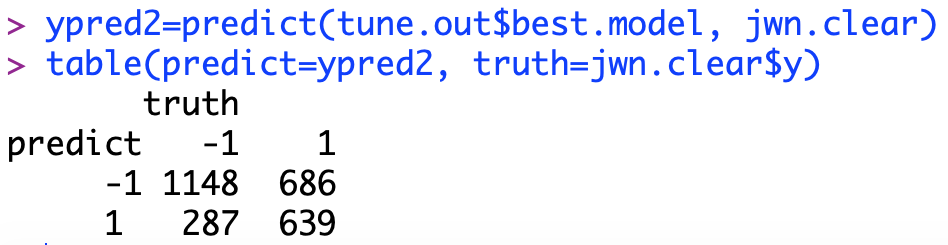 > ypred2=predict(tune.out$best.model, jwn.clear)
> table(predict=ypred2, truth=jwn.clear$y)
       truth
predict   -1    1
     -1 1148  686
     1   287  639